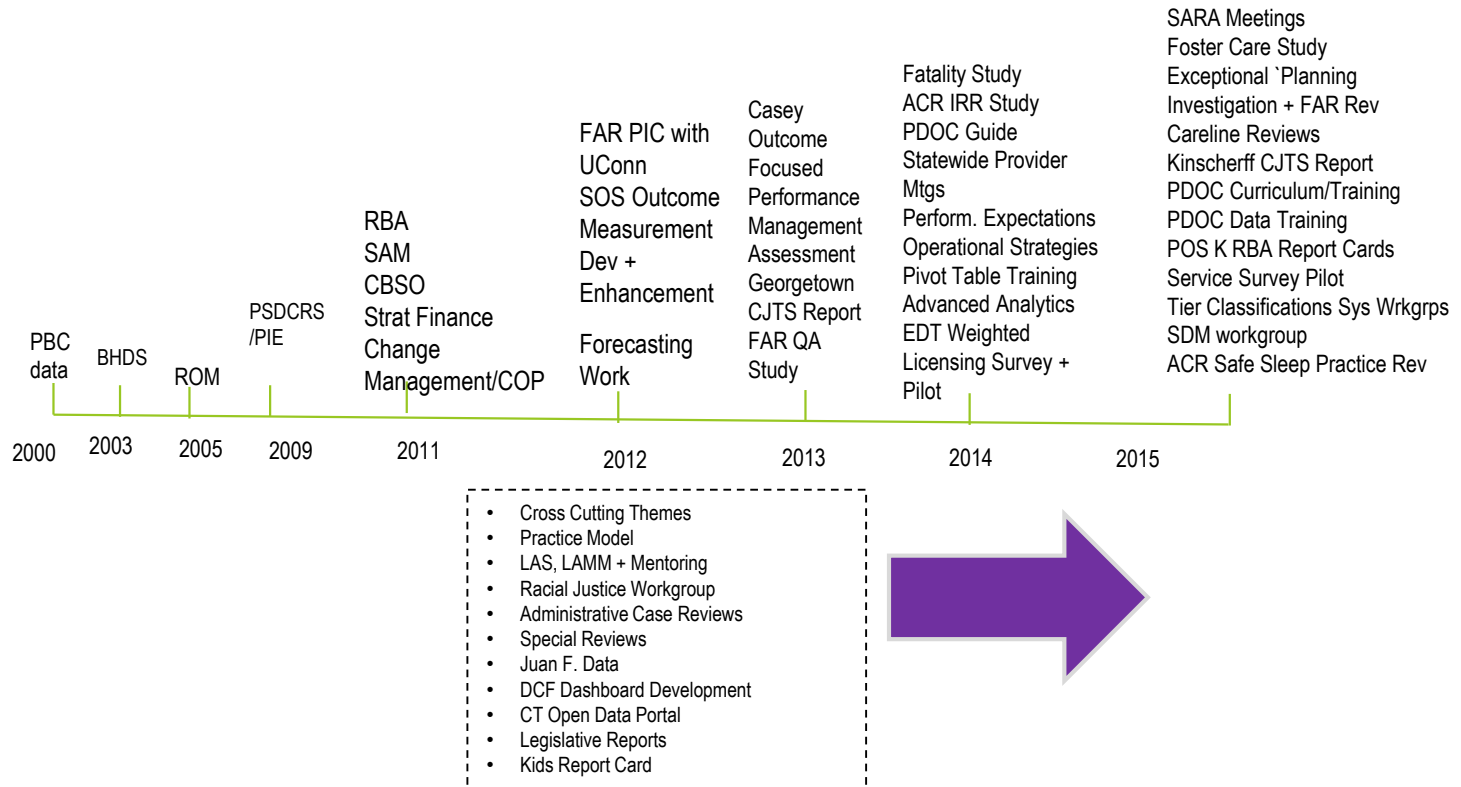 PBC
data
BHDS
ROM
PSDCRS
/PIE
RBA
SAM
CBSO
Strat Finance
Change
Management/COP
FAR PIC with
UConn
SOS Outcome
Measurement
Dev +
Enhancement
Forecasting
Work
Casey
Outcome
Focused
Performance
Management
Assessment
Georgetown
CJTS Report
FAR QA
Study
Fatality Study
ACR IRR Study
PDOC Guide
Statewide Provider
Mtgs
Perform. Expectations
Operational Strategies
Pivot Table Training
Advanced Analytics
EDT Weighted
Licensing Survey +
Pilot
SARA Meetings
Foster Care Study
Exceptional `Planning
Investigation + FAR Rev
Careline Reviews
Kinscherff CJTS Report
PDOC Curriculum/Training
PDOC Data Training
POS K RBA Report Cards
Service Survey Pilot
Tier Classifications Sys Wrkgrps
SDM workgroup
ACR Safe Sleep Practice Rev
2000
2003
2005
2009
2011
2012
2013
2014
2015
• Cross Cutting Themes
• Practice Model
• LAS, LAMM + Mentoring
• Racial Justice Workgroup
• Administrative Case Reviews
• Special Reviews
• Juan F. Data
• DCF Dashboard Development
• CT Open Data Portal
• Legislative Reports
• Kids Report Card